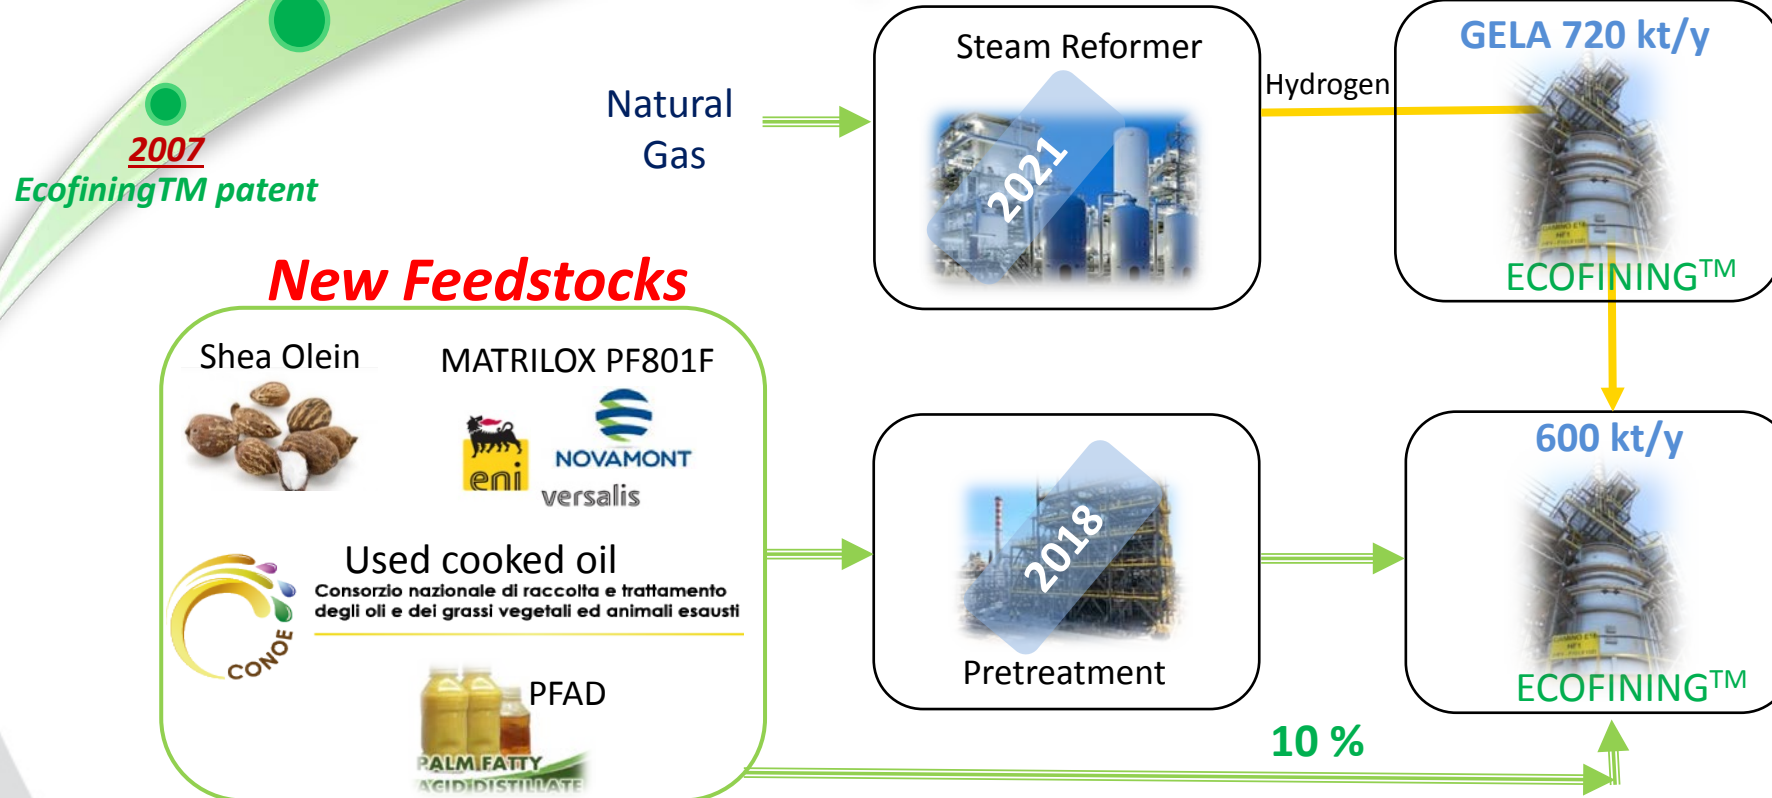 2007
EcofiningTM patent
Natural
Gas
Steam Reformer
2021
Hydrogen
GELA 720 kt/y
ECOFINING™
New Feedstocks
Shea Olein
MATRILOX PF801F
eni
NOVAMONT
versalis
Used cooked oil
Consorzio nazionale di raccolta e trattamento
degli oli e dei grassi vegetali ed animali esausti
CONOE
PFAD
PALM FATTY
ACID DISTILLATE
2018
Pretreatment
600 kt/y
ECOFINING™
10 %